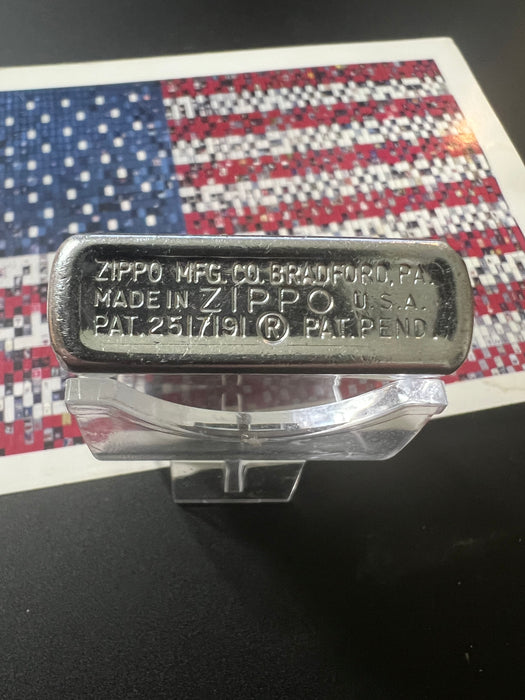 ZIPPO MFG. CO. BRADFORD, PA.
MADE IN ZIPPO U.S.A.
PAT. 2517191 ® PAT. PEND.